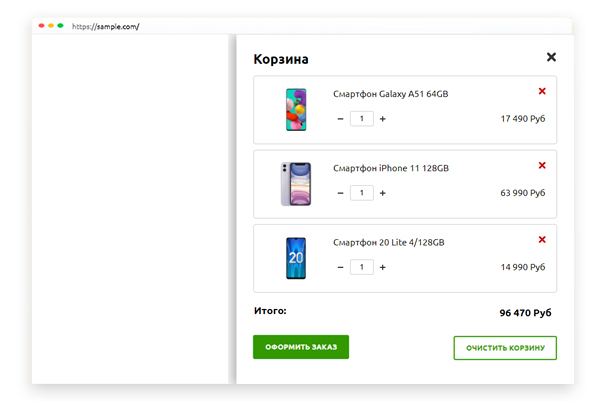 https://sample.com/
Корзина
Смартфон Galaxy A51 64GB
1
17 490 Руб
Смартфон iPhone 11 128GB
1
63 990 Руб
Смартфон 20 Lite 4/128GB
20
1
14 990 Руб
Итого:
96 470 Руб
ОФОРМИТЬ ЗАКАЗ
ОЧИСТИТЬ КОРЗИНУ